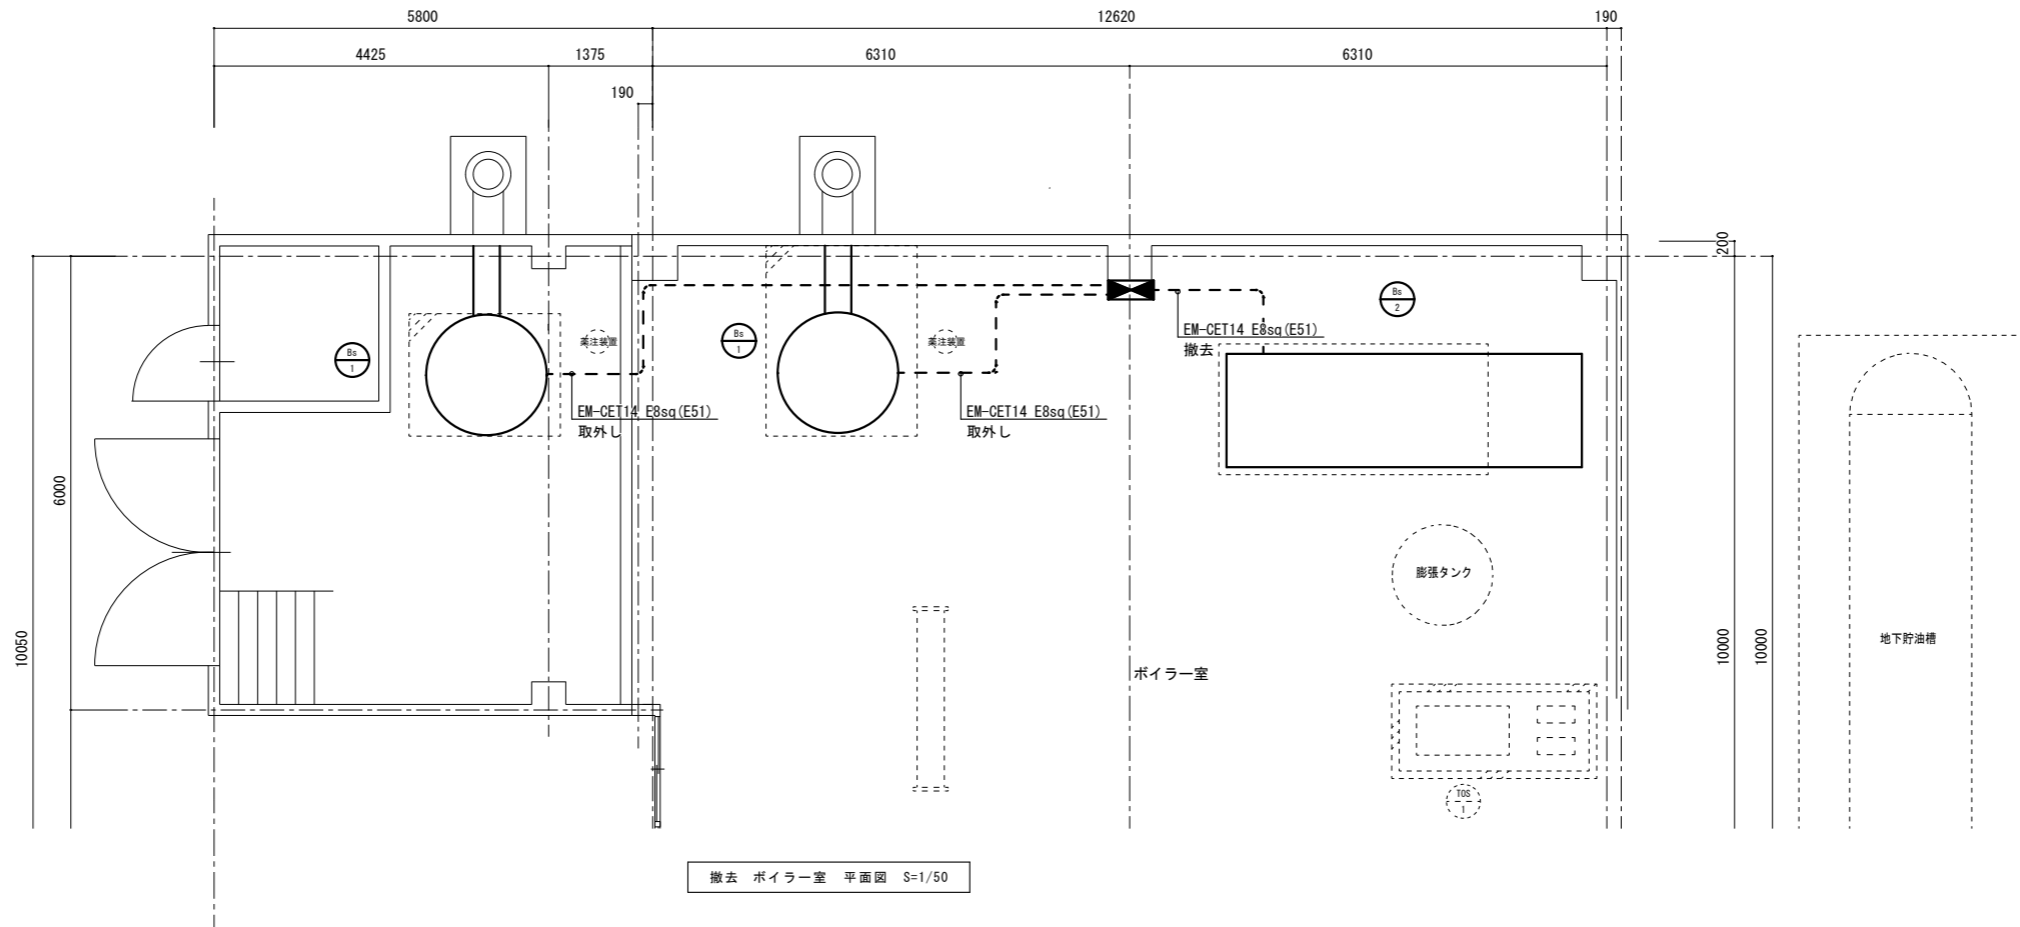 5800
12620
190
4425
1375
6310
6310
190
200
Bs
2
Bs
1
Bs
1
薬注装置
薬注装置
EM-CET14 E8sq(E51)
撤去
EM-CET14 E8sq(E51)
取外し
EM-CET14 E8sq(E51)
取外し
6000
10050
膨張タンク
地下貯油槽
10000
10000
ボイラー室
TOS
1
撤去 ボイラー室 平面図 S=1/50